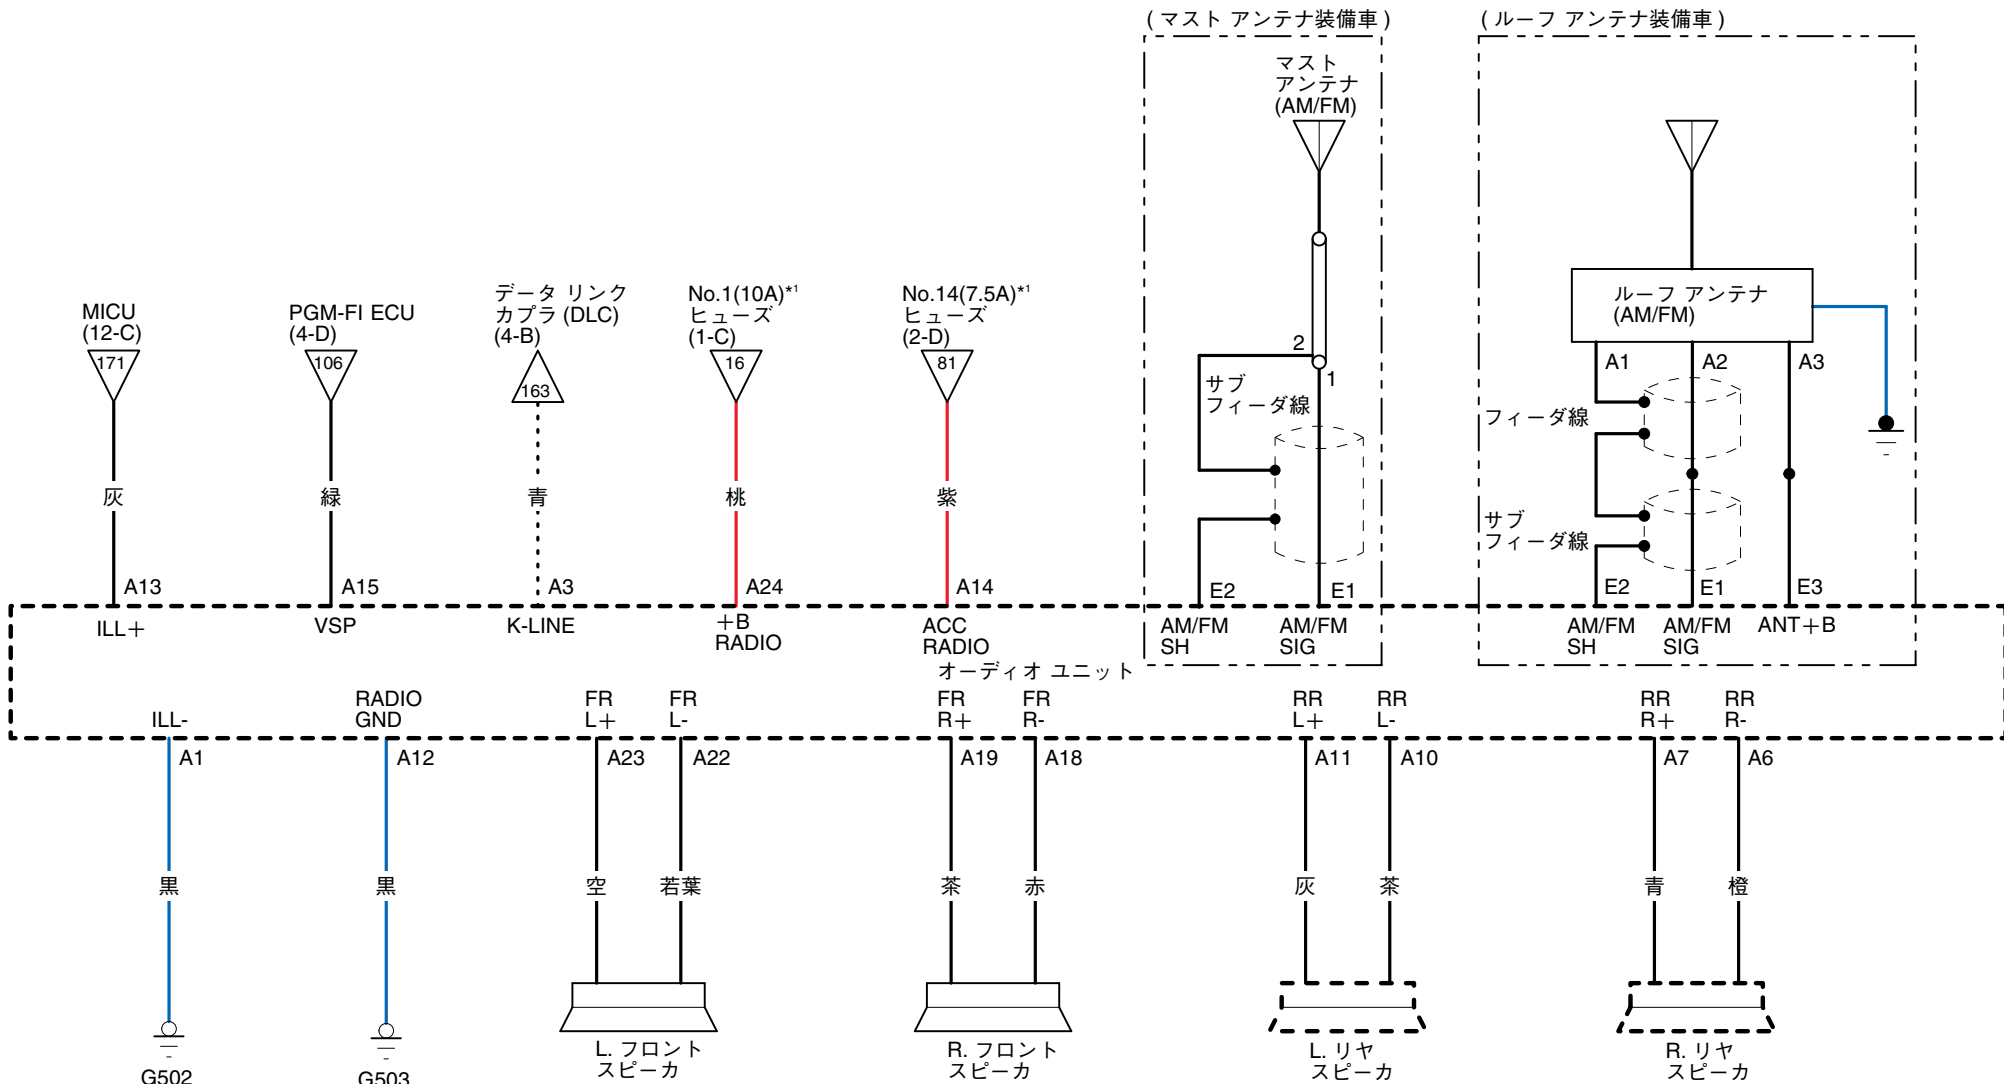 ( マスト アンテナ装備車 )
( ルーフ アンテナ装備車 )
マスト
アンテナ
(AM/FM)
MICU
(12-C)
171
PGM-FI ECU
(4-D)
106
データ リンク
カプラ (DLC)
(4-B)
163
No.1(10A)*1
ヒューズ
(1-C)
16
No.14(7.5A)*1
ヒューズ
(2-D)
81
ルーフ アンテナ
(AM/FM)
2
1
A1
A2
A3
サブ
フィーダ線
フィーダ線
サブ
フィーダ線
灰
緑
青
桃
紫
A13
A15
A3
A24
A14
E2
E1
E2
E1
E3
ILL+
VSP
K-LINE
+B
RADIO
ACC
RADIO
AM/FM
SH
AM/FM
SIG
AM/FM
SH
AM/FM
SIG
ANT+B
オーディオ ユニット
ILL-
RADIO
GND
FR
L+
FR
L-
FR
R+
FR
R-
RR
L+
RR
L-
RR
R+
RR
R-
A1
A12
A23
A22
A19
A18
A11
A10
A7
A6
黒
黒
空
若葉
茶
赤
灰
茶
青
橙
G502
G503
L. フロント
スピーカ
R. フロント
スピーカ
L. リヤ
スピーカ
R. リヤ
スピーカ